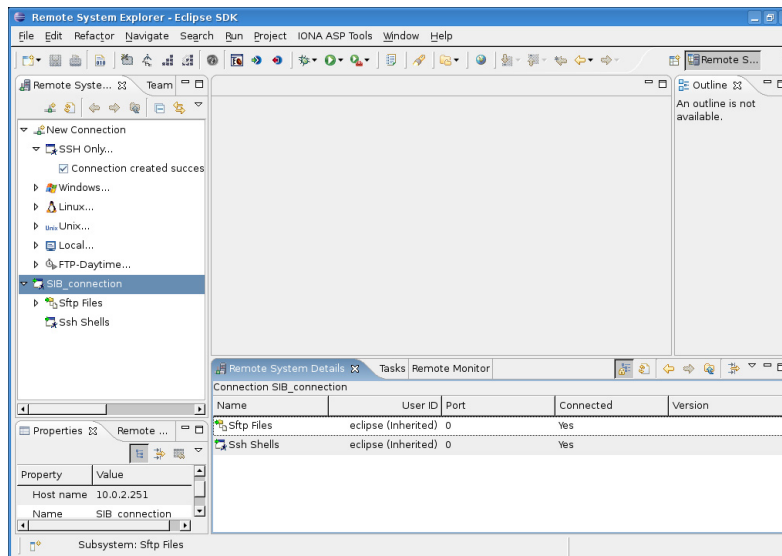 Remote System Explorer - Eclipse SDK
File Edit Refactor Navigate Search Run Project IONA ASP Tools Window Help
Remote S...
Remote Syste... Team
Outline
An outline is not
available.
New Connection
SSH Only...
Connection created succes
Windows...
Linux...
Unix Unix...
Local...
FTP-Daytime...
SIB_connection
Sftp Files
Ssh Shells
Remote System Details Tasks Remote Monitor
Connection SIB_connection
Name User ID Port Connected Version
Sftp Files eclipse (Inherited) 0 Yes
Ssh Shells eclipse (Inherited) 0 Yes
Properties Remote ...
Property Value
Host name 10.0.2.251
Name SIB connection
Subsystem: Sftp Files